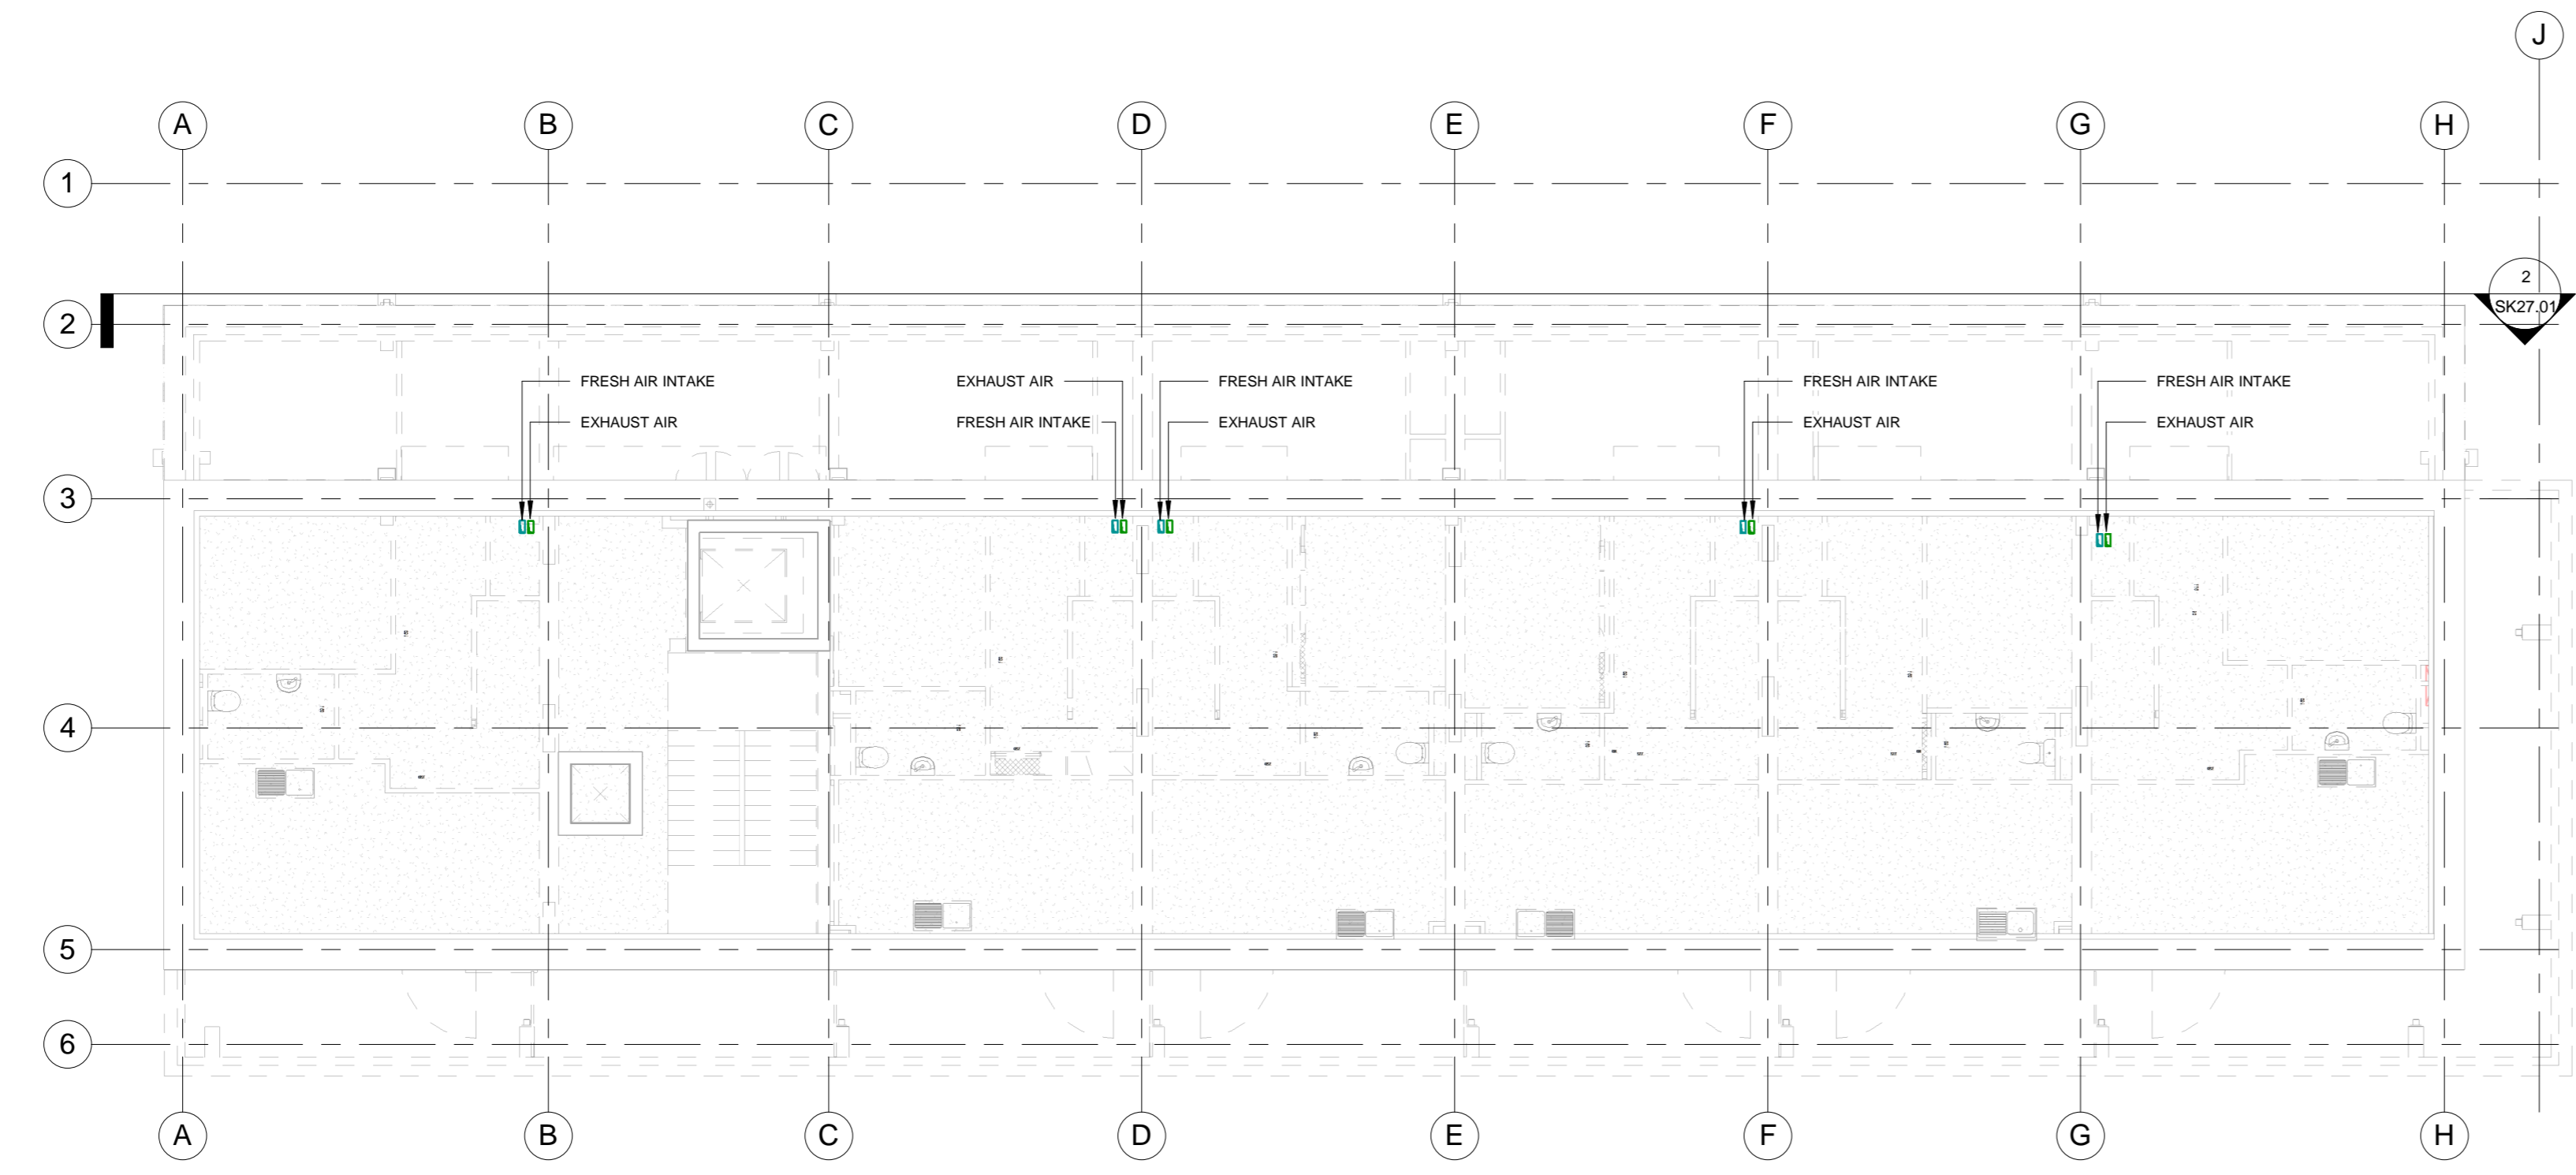 J
A B C D E F G H
1
2
2
SK27.01
FRESH AIR INTAKE EXHAUST AIR FRESH AIR INTAKE FRESH AIR INTAKE FRESH AIR INTAKE
EXHAUST AIR FRESH AIR INTAKE EXHAUST AIR EXHAUST AIR EXHAUST AIR
3
4
5
6
A B C D E F G H